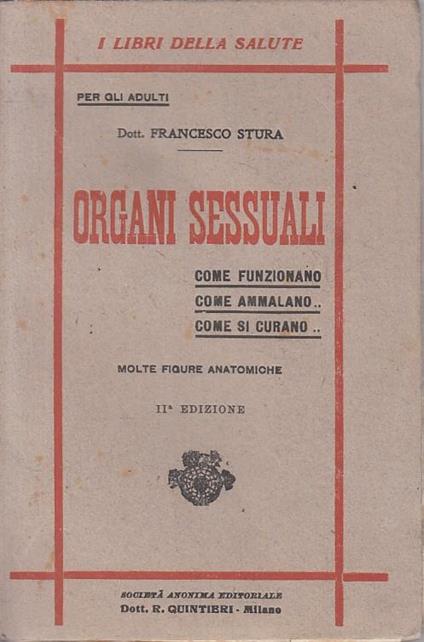 I LIBRI DELLA SALUTE
PER GLI ADULTI
Dott. FRANCESCO STURA
ORGANI SESSUALI
COME FUNZIONANO
COME AMMALANO..
COME SI CURANO..
MOLTE FIGURE ANATOMICHE
IIª EDIZIONE
SOCIETÀ ANONIMA EDITORIALE
Dott. R. QUINTIERI - Milano